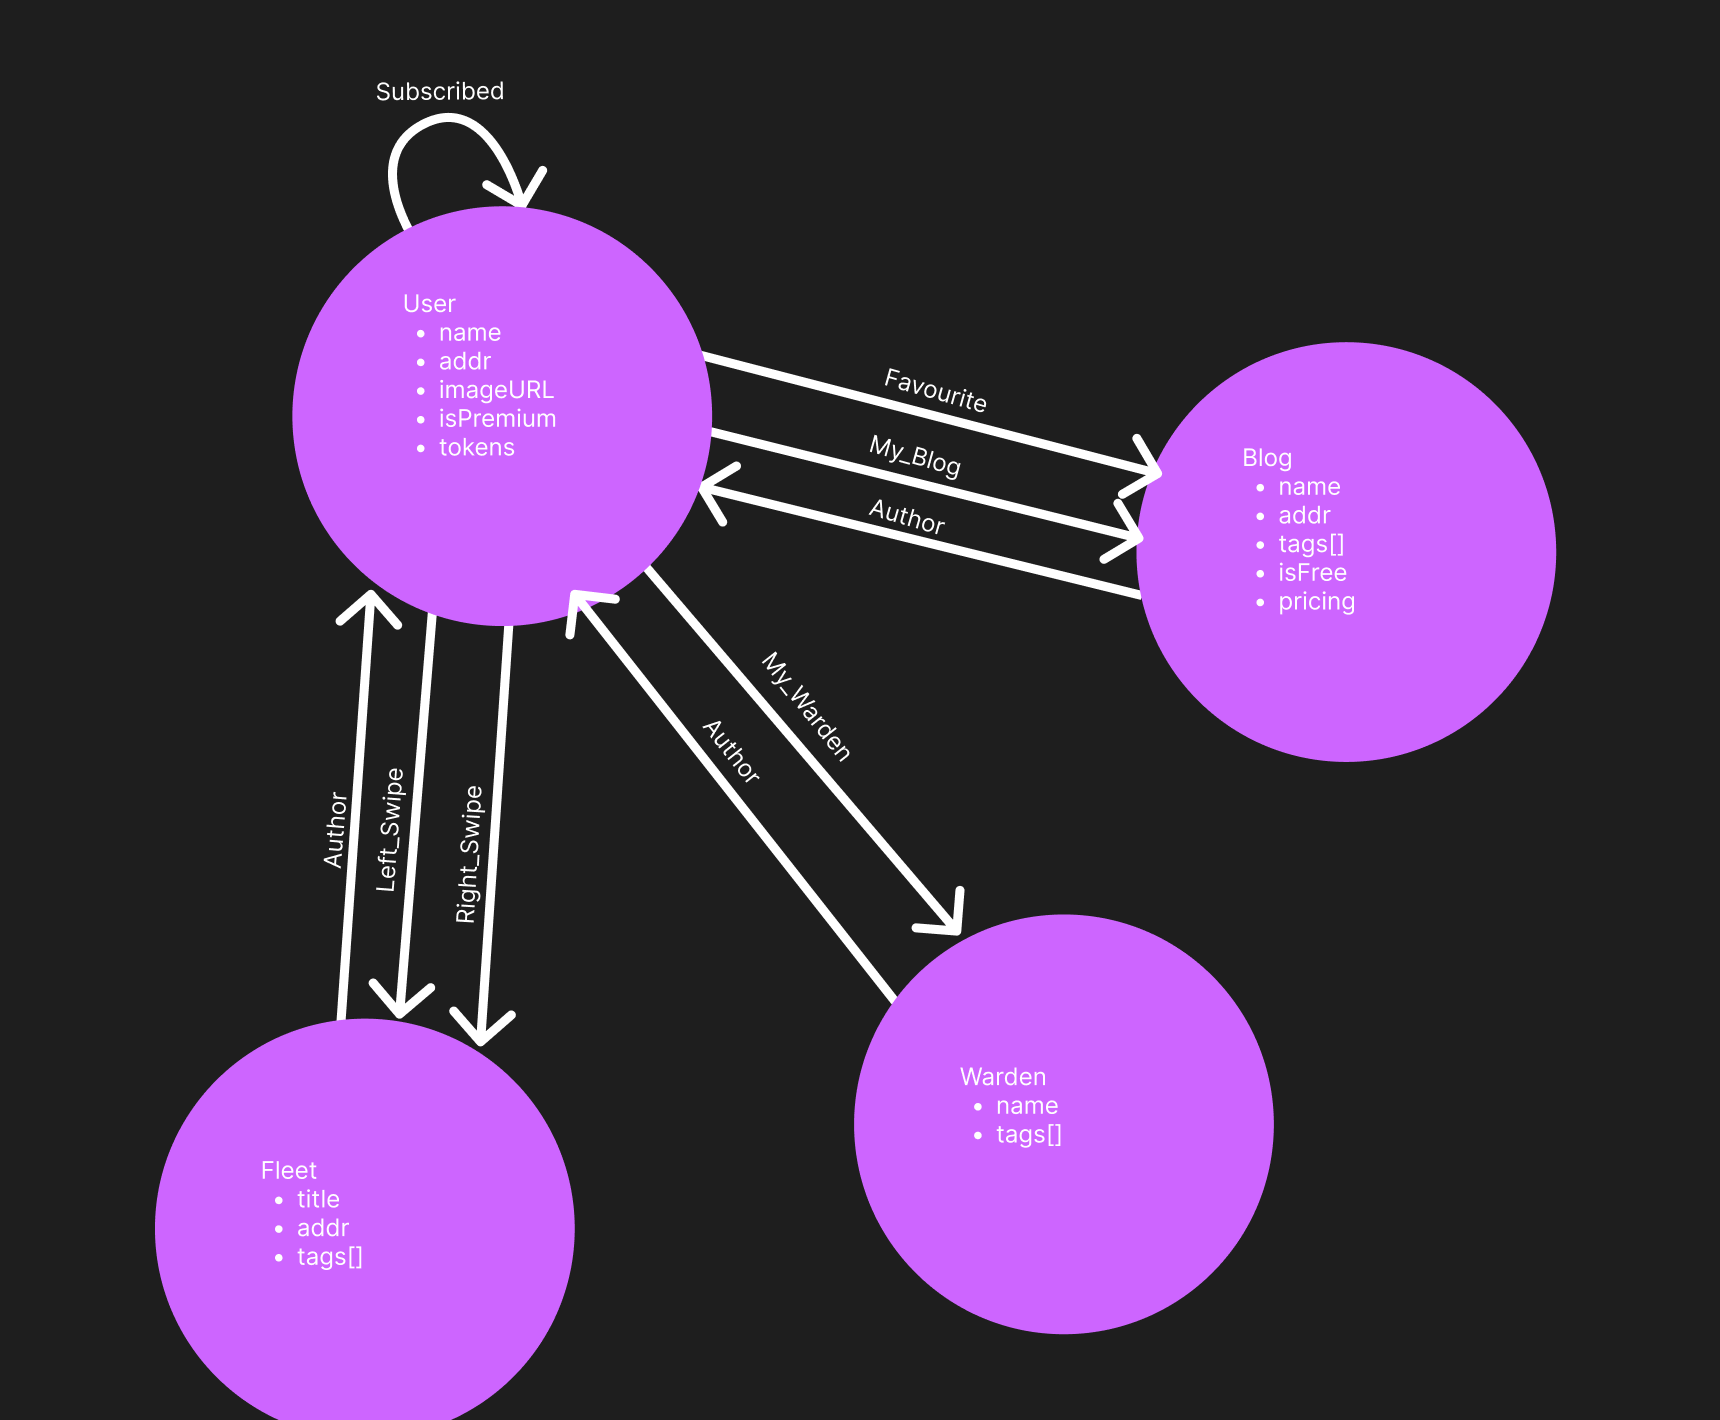 Subscribed
User
• name
• addr
• imageURL
• isPremium
• tokens
Favourite
My_Blog
Author
Blog
• name
• addr
• tags[]
• isFree
• pricing
My_Warden
Author
Author
Left_Swipe
Right_Swipe
Warden
• name
• tags[]
Fleet
• title
• addr
• tags[]